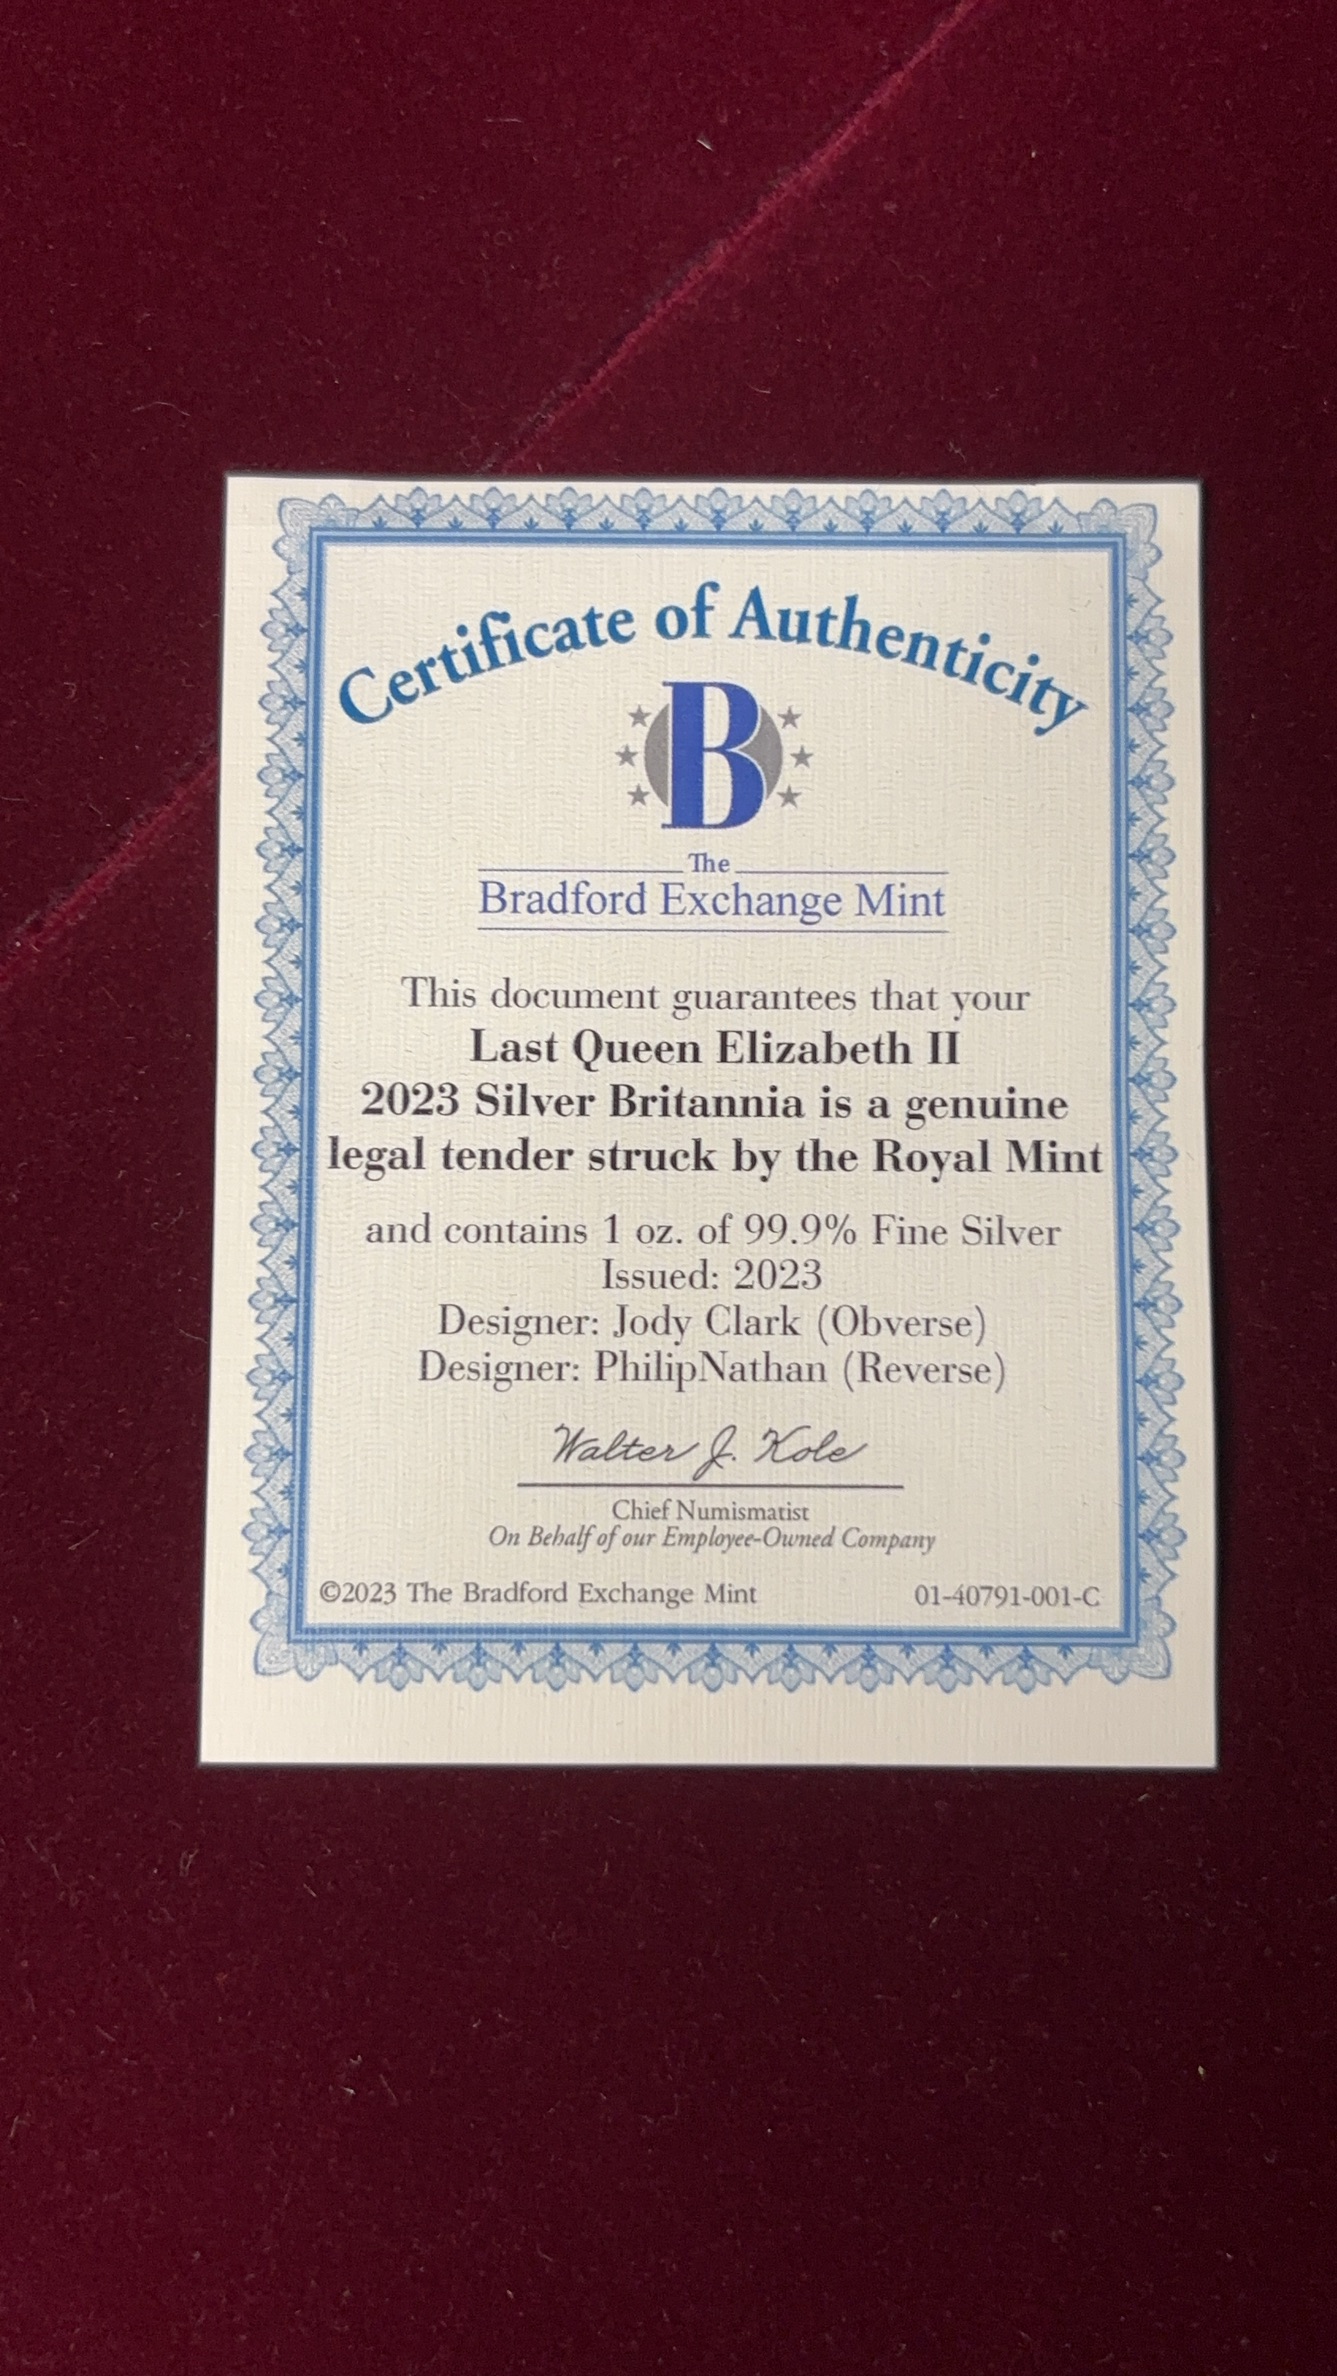 Certificate of Authenticity
B
The
Bradford Exchange Mint
This document guarantees that your
Last Queen Elizabeth II
2023 Silver Britannia is a genuine
legal tender struck by the Royal Mint
and contains 1 oz. of 99.9% Fine Silver
Issued: 2023
Designer: Jody Clark (Obverse)
Designer: PhilipNathan (Reverse)
Walter J. Kole
Chief Numismatist
On Behalf of our Employee-Owned Company
©2023 The Bradford Exchange Mint 01-40791-001-C